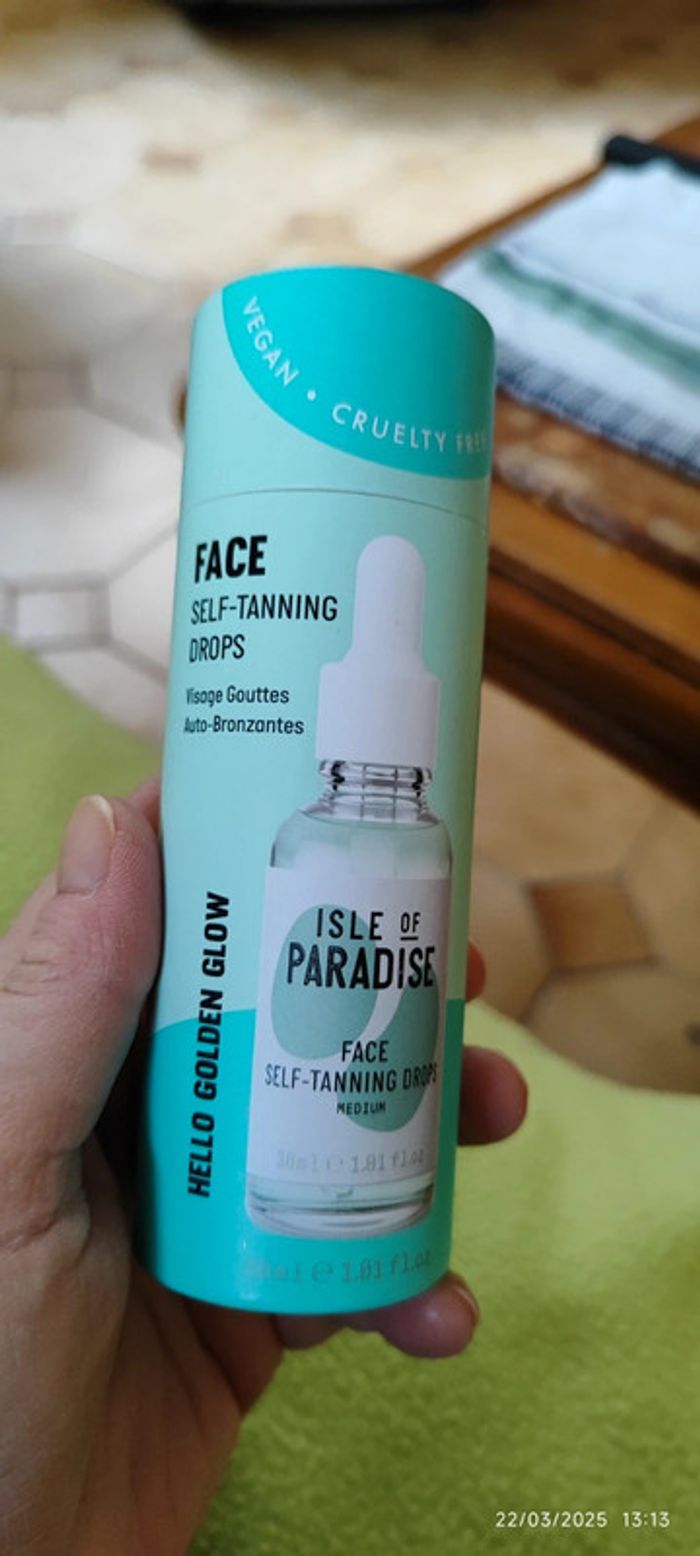 VEGAN • CRUELTY FREE
FACE
SELF-TANNING
DROPS
Visage Gouttes
Auto-Bronzantes
HELLO GOLDEN GLOW
ISLE OF
PARADISE
FACE
SELF-TANNING DROPS
MEDIUM
30ml ℮ 1.01 fl.oz
30ml ℮ 1.01 fl.oz
22/03/2025 13:13